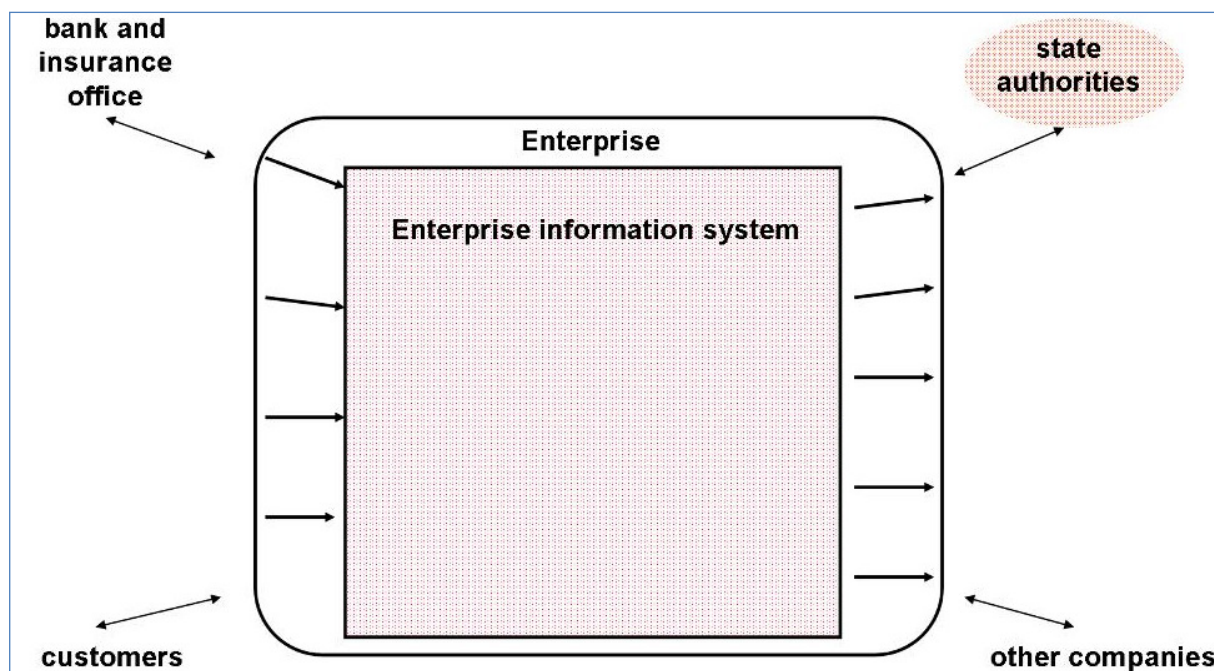 bank and
insurance
office
state
authorities
Enterprise
Enterprise information system
customers
other companies